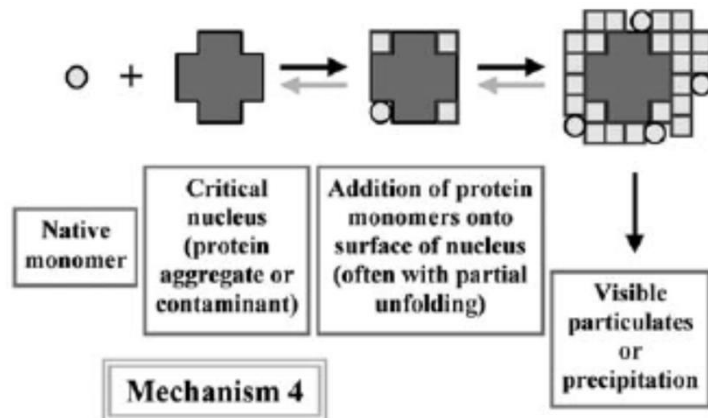 +
Native
monomer
Critical
nucleus
(protein
aggregate or
contaminant)
Addition of protein
monomers onto
surface of nucleus
(often with partial
unfolding)
Visible
particulates
or
precipitation
Mechanism 4